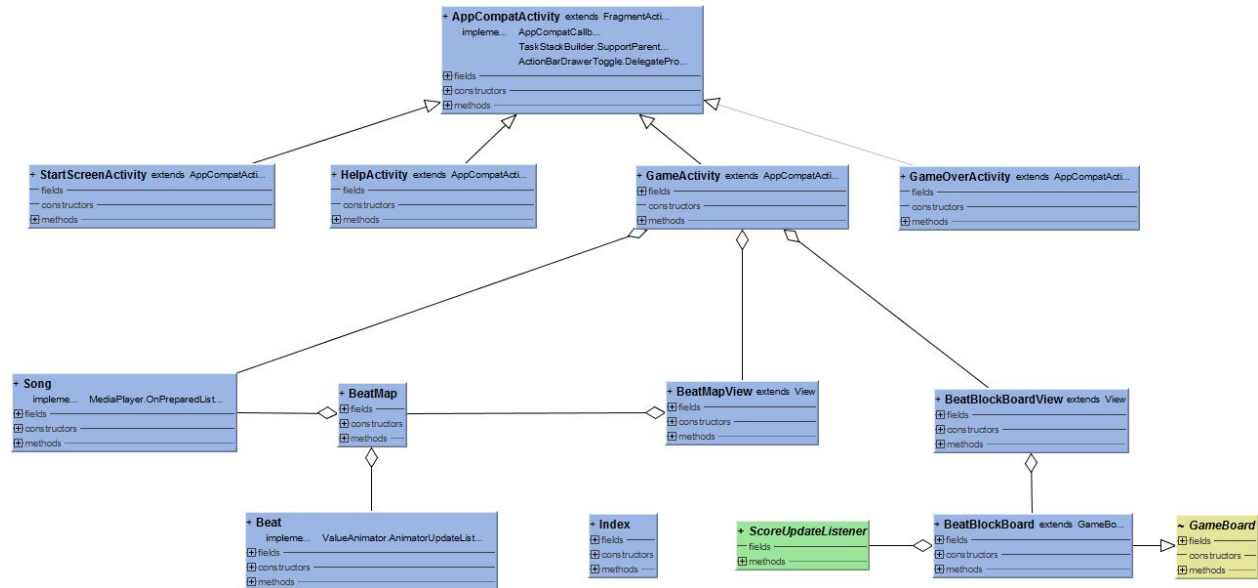 + AppCompatActivity extends FragmentActi...
impleme... AppCompatCallb...
TaskStackBuilder.SupportParent...
ActionBarDrawerToggle.DelegatePro...
fields
constructors
methods
+ StartScreenActivity extends AppCompatActi...
fields
constructors
methods
+ HelpActivity extends AppCompatActi...
fields
constructors
methods
+ GameActivity extends AppCompatActi...
fields
constructors
methods
+ GameOverActivity extends AppCompatActi...
fields
constructors
methods
+ Song
impleme... MediaPlayer.OnPreparedList...
fields
constructors
methods
+ BeatMap
fields
constructors
methods
+ BeatMapView extends View
fields
constructors
methods
+ BeatBlockBoardView extends View
fields
constructors
methods
+ Beat
impleme... ValueAnimator.AnimatorUpdateList...
fields
constructors
methods
+ Index
fields
constructors
methods
+ ScoreUpdateListener
fields
methods
+ BeatBlockBoard extends GameBo...
fields
constructors
methods
~ GameBoard
fields
constructors
methods